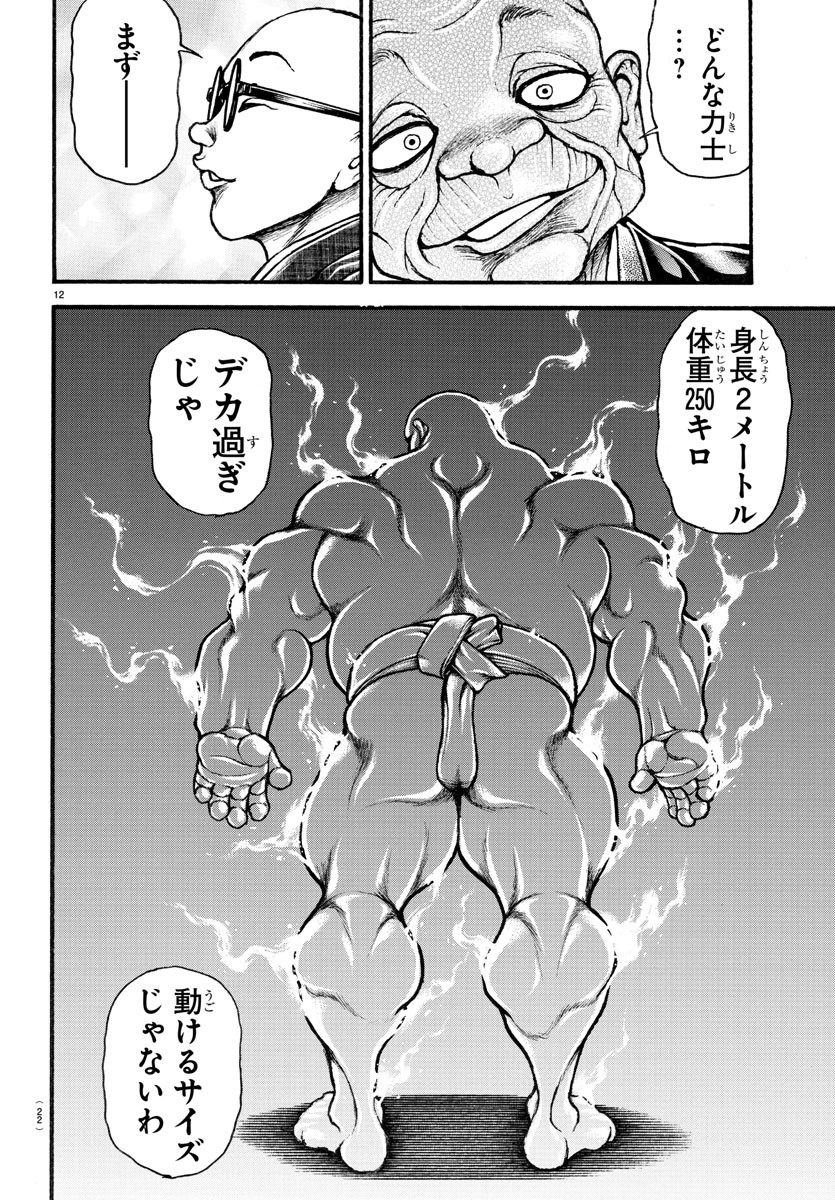 どんな力士
…?
まず――
12
身長2メートル
体重250キロ
デカ過ぎ
じゃ
動けるサイズ
じゃないわ
(22)